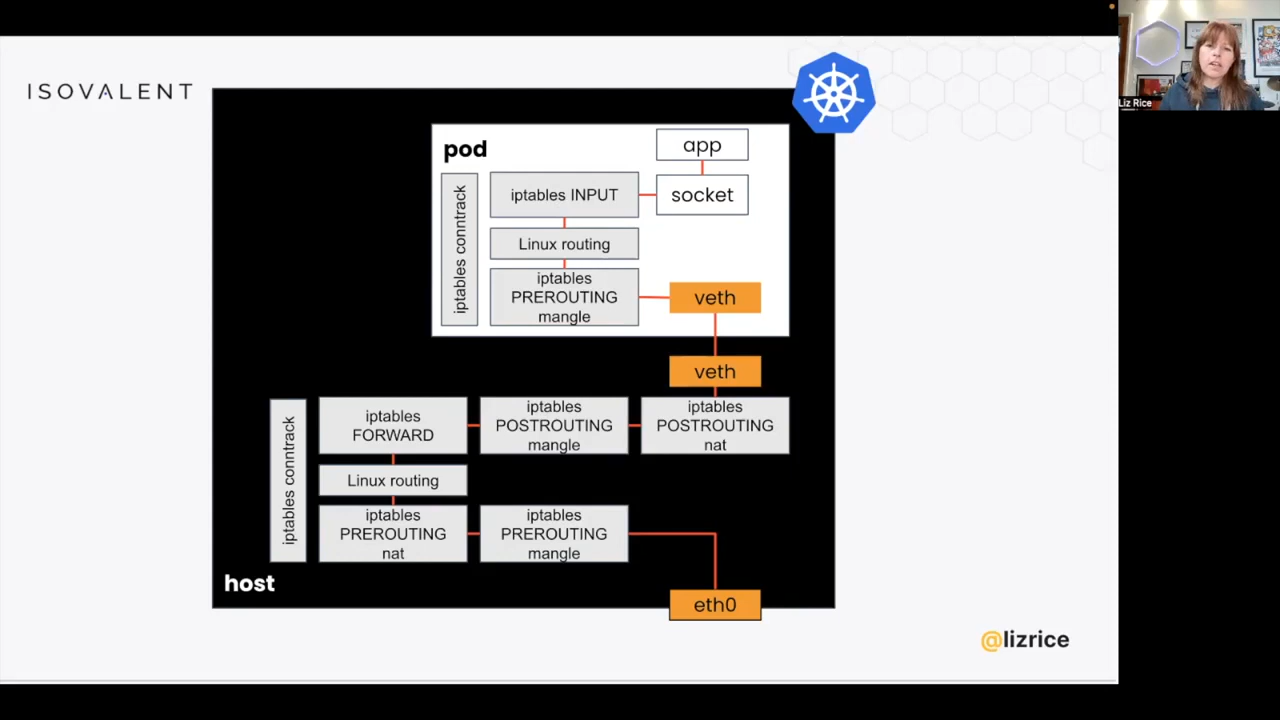 ISOVALENT
Liz Rice
pod
app
iptables conntrack
iptables INPUT
socket
Linux routing
iptables
PREROUTING
mangle
veth
veth
iptables conntrack
iptables
FORWARD
iptables
POSTROUTING
mangle
iptables
POSTROUTING
nat
Linux routing
iptables
PREROUTING
nat
iptables
PREROUTING
mangle
host
eth0
@lizrice